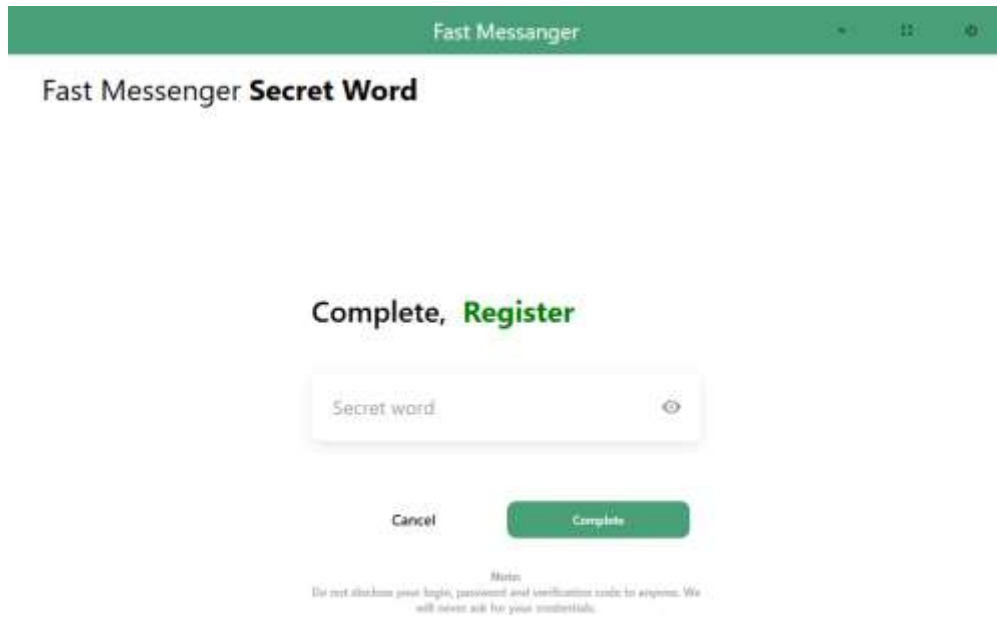 Fast Messanger
Fast Messenger Secret Word
Complete, Register
Secret word
Cancel
Complete
Note:
Do not disclose your login, password and verification code to anyone. We
will never ask for your credentials.